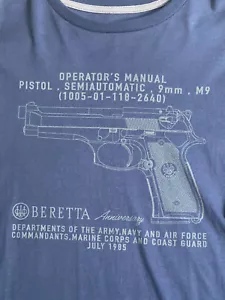 OPERATOR'S MANUAL
PISTOL , SEMIAUTOMATIC , 9mm , M9
(1005-01-118-2640)
BERETTA Anniversary
DEPARTMENTS OF THE ARMY,NAVY AND AIR FORCE
COMMANDANTS,MARINE CORPS AND COAST GUARD
JULY 1985